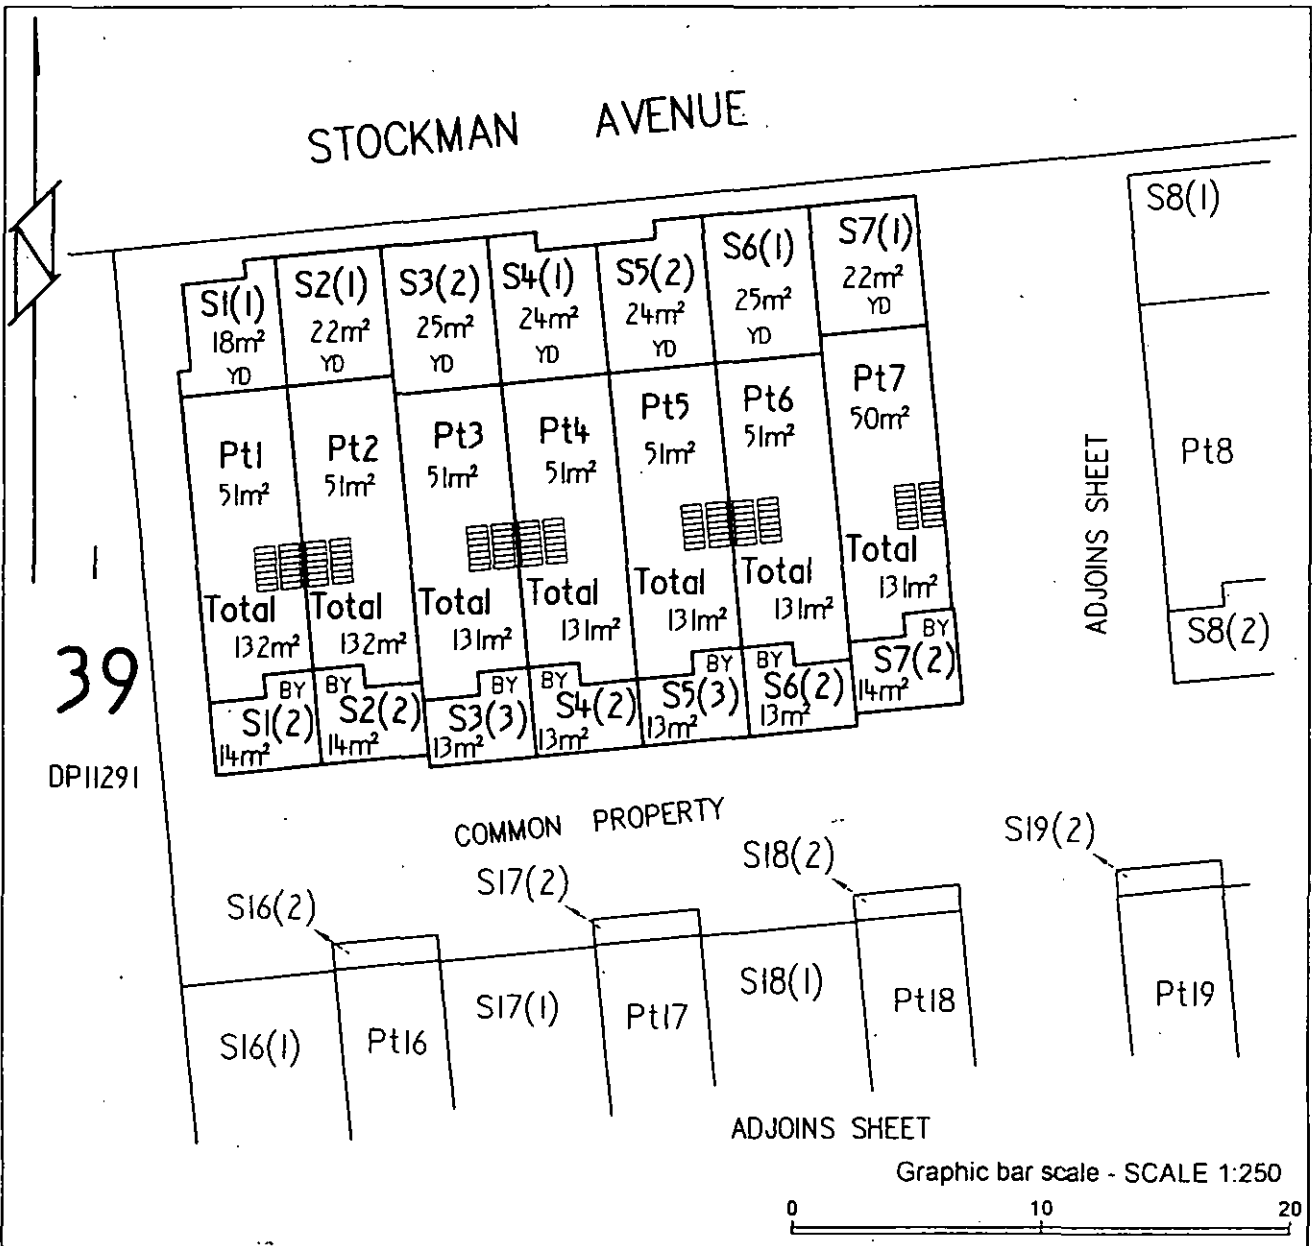 STOCKMAN AVENUE
S1(1)
18m²
YD
S2(1)
22m²
YD
S3(2)
25m²
YD
S4(1)
24m²
YD
S5(2)
24m²
YD
S6(1)
25m²
YD
S7(1)
22m²
YD
S8(1)
Pt1
51m²
Pt2
51m²
Pt3
51m²
Pt4
51m²
Pt5
51m²
Pt6
51m²
Pt7
50m²
Pt8
ADJOINS SHEET
Total
132m²
Total
132m²
Total
131m²
Total
131m²
Total
131m²
Total
131m²
Total
131m²
BY
S1(2)
14m²
BY
S2(2)
14m²
BY
S3(3)
13m²
BY
S4(2)
13m²
BY
S5(3)
13m²
BY
S6(2)
13m²
BY
S7(2)
14m²
S8(2)
39
DP11291
COMMON PROPERTY
S16(2)
S17(2)
S18(2)
S19(2)
S16(1)
Pt16
S17(1)
Pt17
S18(1)
Pt18
Pt19
ADJOINS SHEET
Graphic bar scale - SCALE 1:250
0 10 20